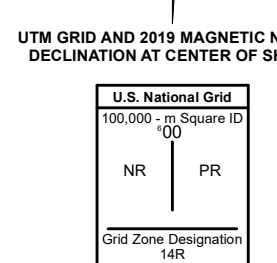 UTM GRID AND 2019 MAGNETIC
DECLINATION AT CENTER OF
U.S. National Grid
100,000 - m Square ID
⁶00
NR PR
Grid Zone Designation
14R